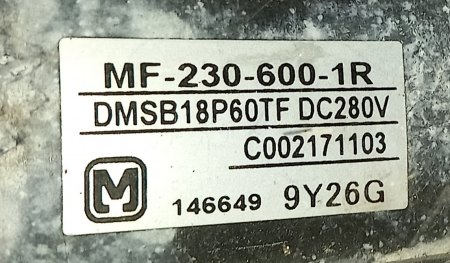 MF-230-600-1R
DMSB18P60TF DC280V
C002171103
M 146649 9Y26G